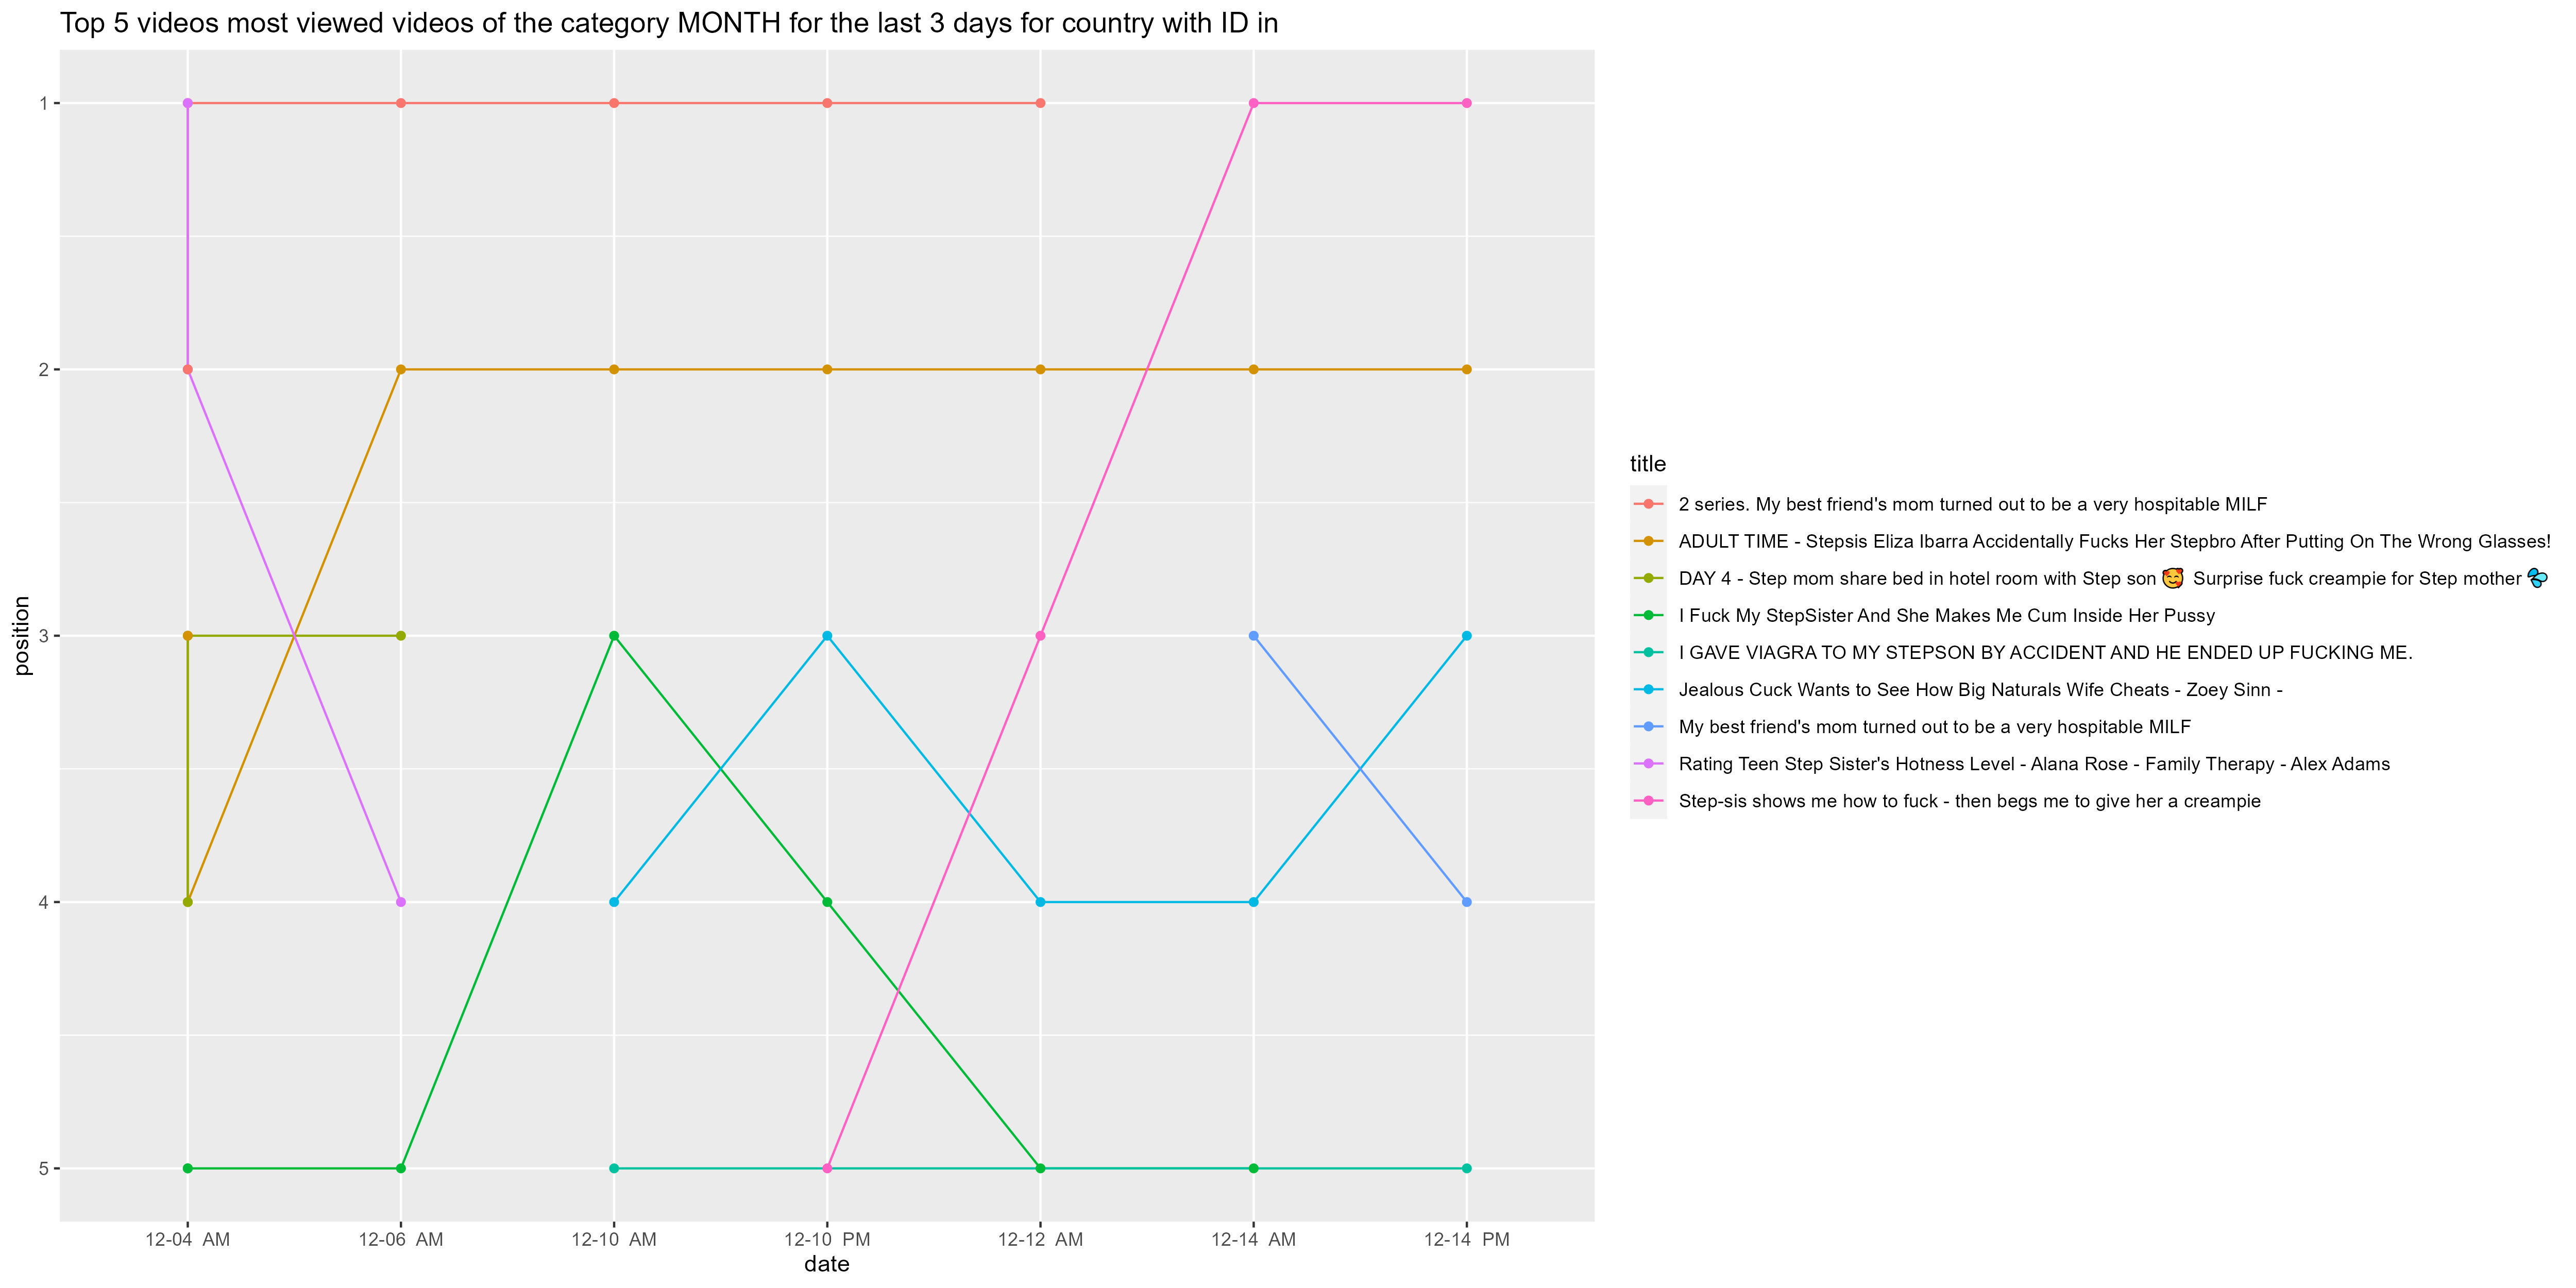 Top 5 videos most viewed videos of the category MONTH for the last 3 days for country with ID in
position
1
2
3
4
5
12-04 AM
12-06 AM
12-10 AM
12-10 PM
12-12 AM
12-14 AM
12-14 PM
date
title
2 series. My best friend's mom turned out to be a very hospitable MILF
ADULT TIME - Stepsis Eliza Ibarra Accidentally Fucks Her Stepbro After Putting On The Wrong Glasses!
DAY 4 - Step mom share bed in hotel room with Step son 🥰 Surprise fuck creampie for Step mother 💦
I Fuck My StepSister And She Makes Me Cum Inside Her Pussy
I GAVE VIAGRA TO MY STEPSON BY ACCIDENT AND HE ENDED UP FUCKING ME.
Jealous Cuck Wants to See How Big Naturals Wife Cheats - Zoey Sinn -
My best friend's mom turned out to be a very hospitable MILF
Rating Teen Step Sister's Hotness Level - Alana Rose - Family Therapy - Alex Adams
Step-sis shows me how to fuck - then begs me to give her a creampie